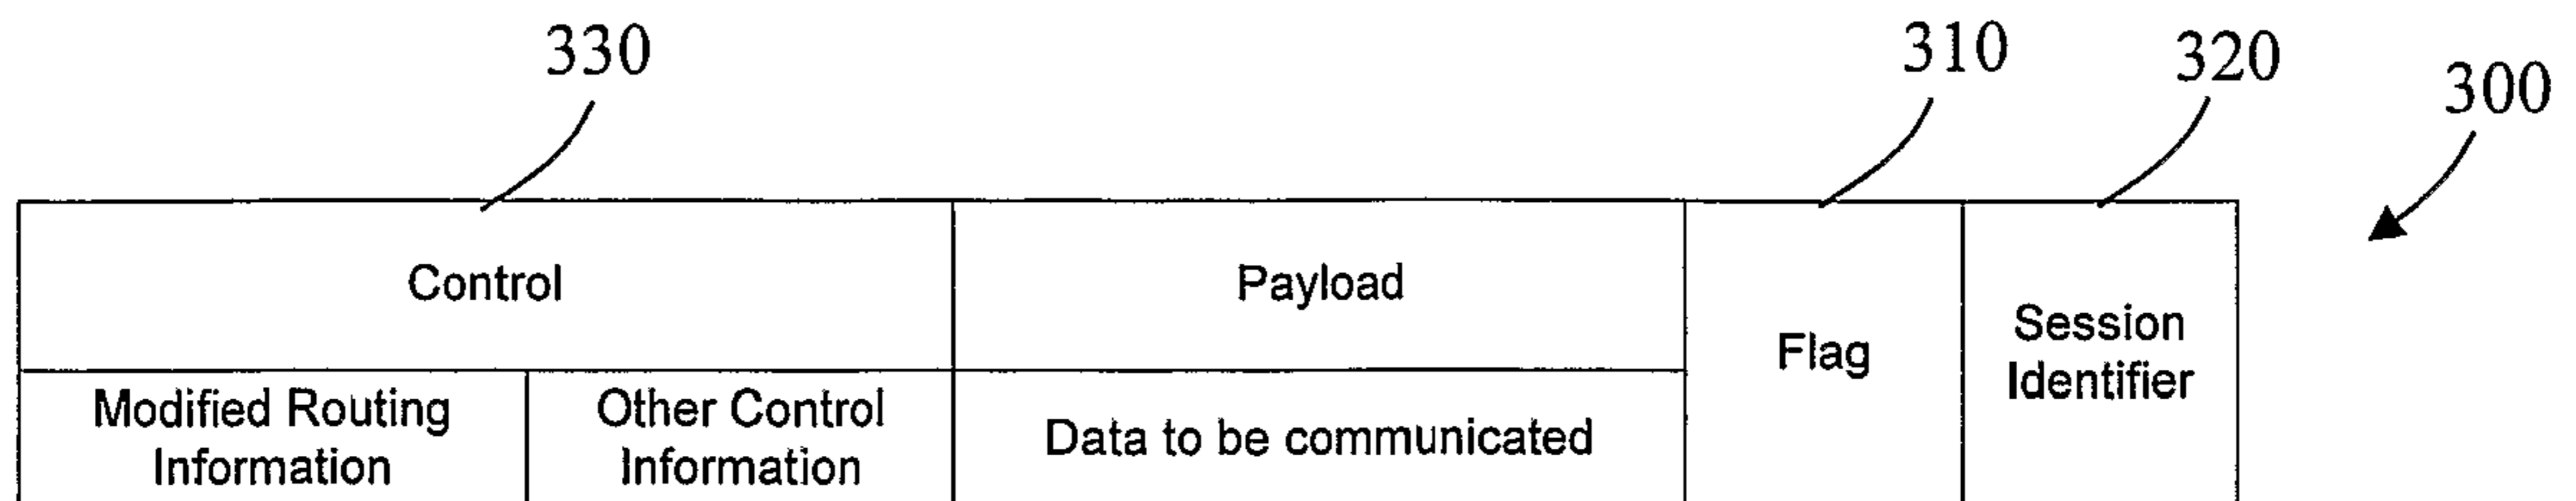 330
310
320
300
Control
Payload
Flag
Session
Identifier
Modified Routing
Information
Other Control
Information
Data to be communicated